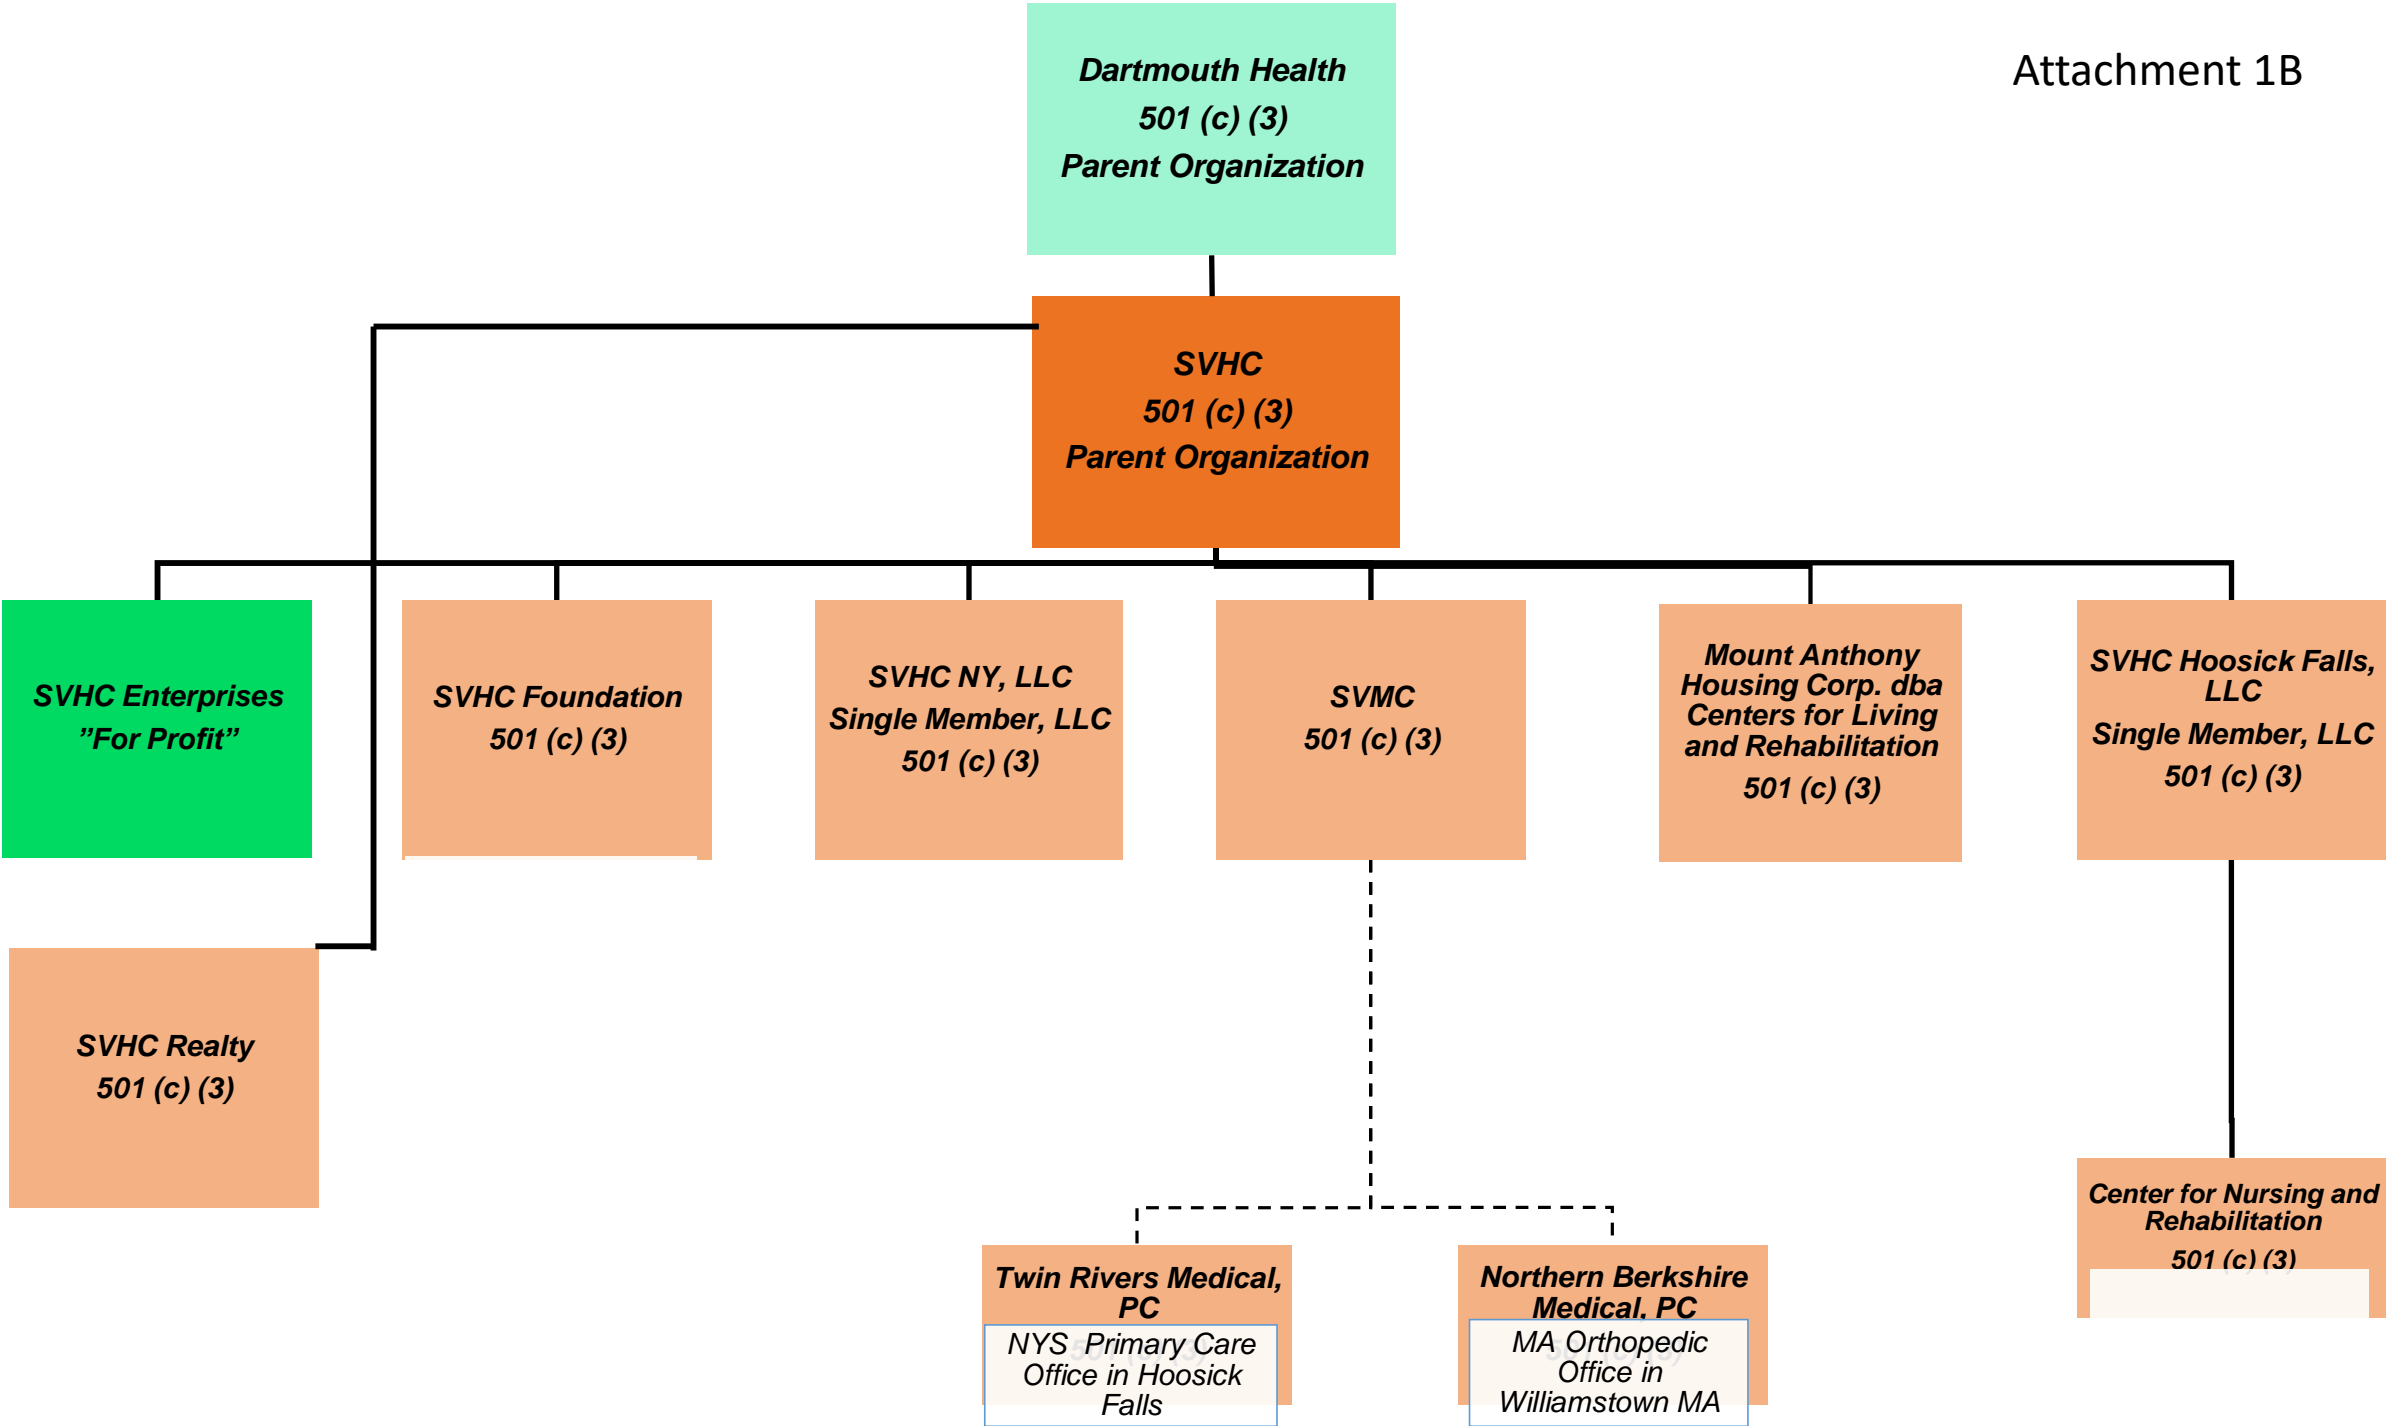 Attachment 1B
Dartmouth Health
501 (c) (3)
Parent Organization
SVHC
501 (c) (3)
Parent Organization
SVHC Enterprises
”For Profit”
SVHC Foundation
501 (c) (3)
SVHC NY, LLC
Single Member, LLC
501 (c) (3)
SVMC
501 (c) (3)
Mount Anthony
Housing Corp. dba
Centers for Living
and Rehabilitation
501 (c) (3)
SVHC Hoosick Falls,
LLC
Single Member, LLC
501 (c) (3)
SVHC Realty
501 (c) (3)
Twin Rivers Medical,
PC
NYS Primary Care
Office in Hoosick
Falls
Northern Berkshire
Medical, PC
MA Orthopedic
Office in
Williamstown MA
Center for Nursing and
Rehabilitation
501 (c) (3)